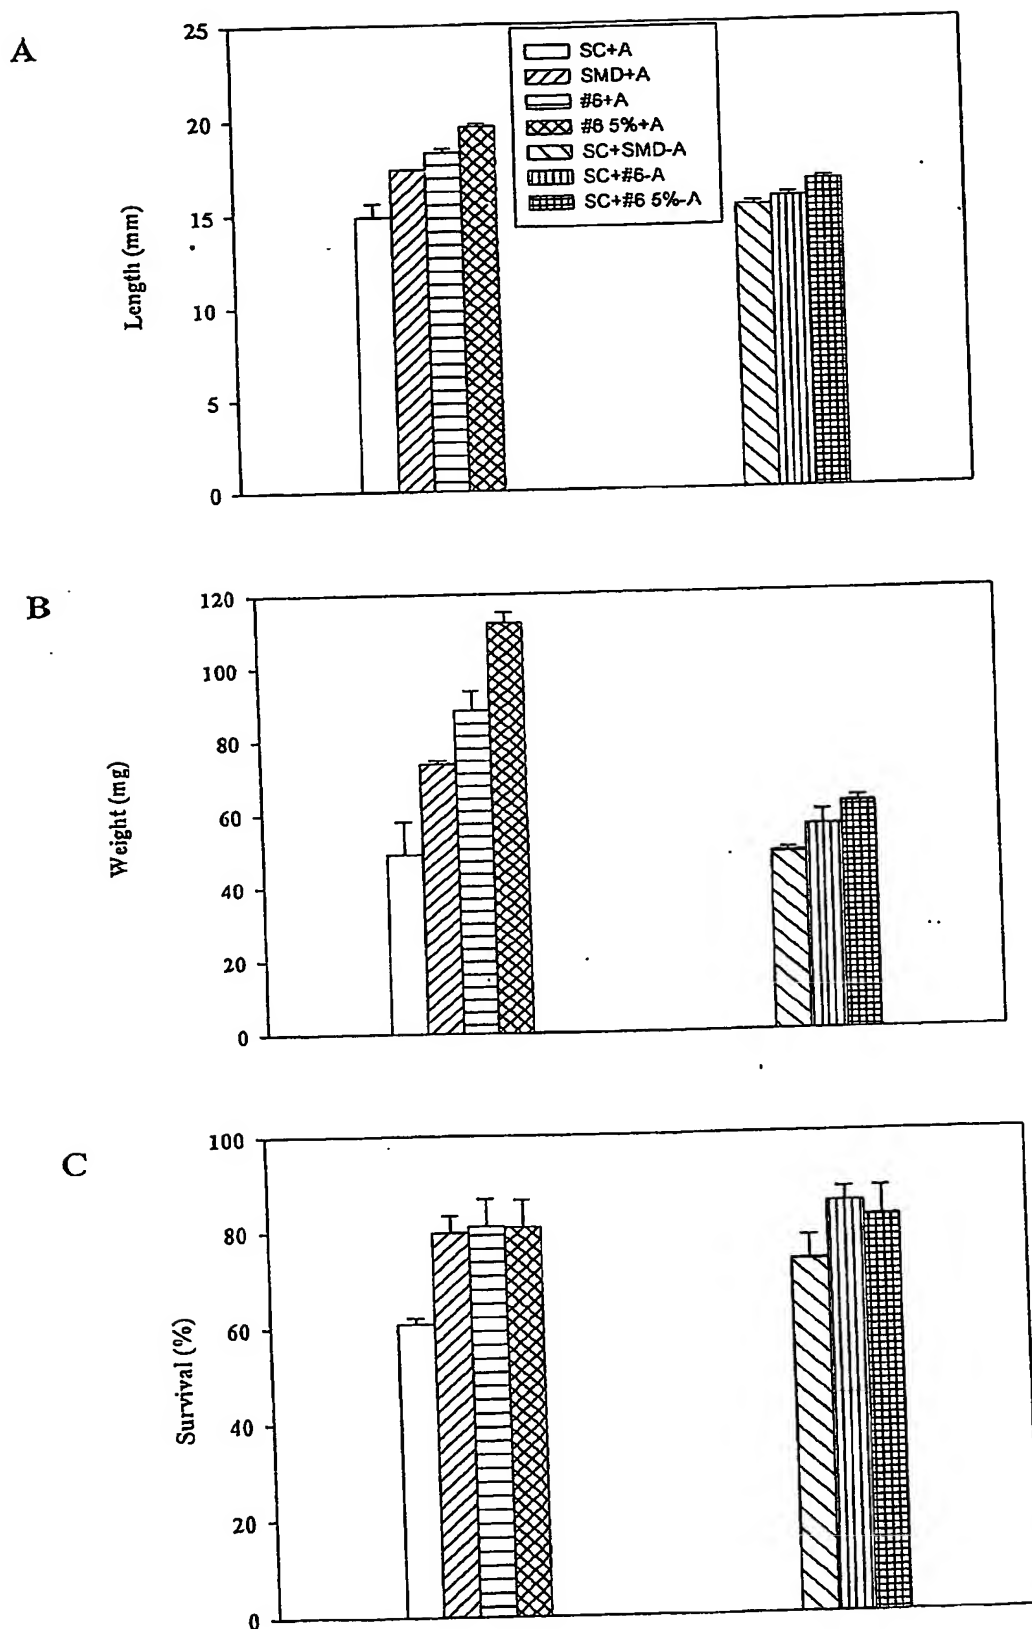 A
25
20
15
10
5
0
Length (mm)
SC+A
SMD+A
#6+A
#6 5%+A
SC+SMD-A
SC+#6-A
SC+#6 5%-A
B
120
100
80
60
40
20
0
Weight (mg)
C
100
80
60
40
20
0
Survival (%)